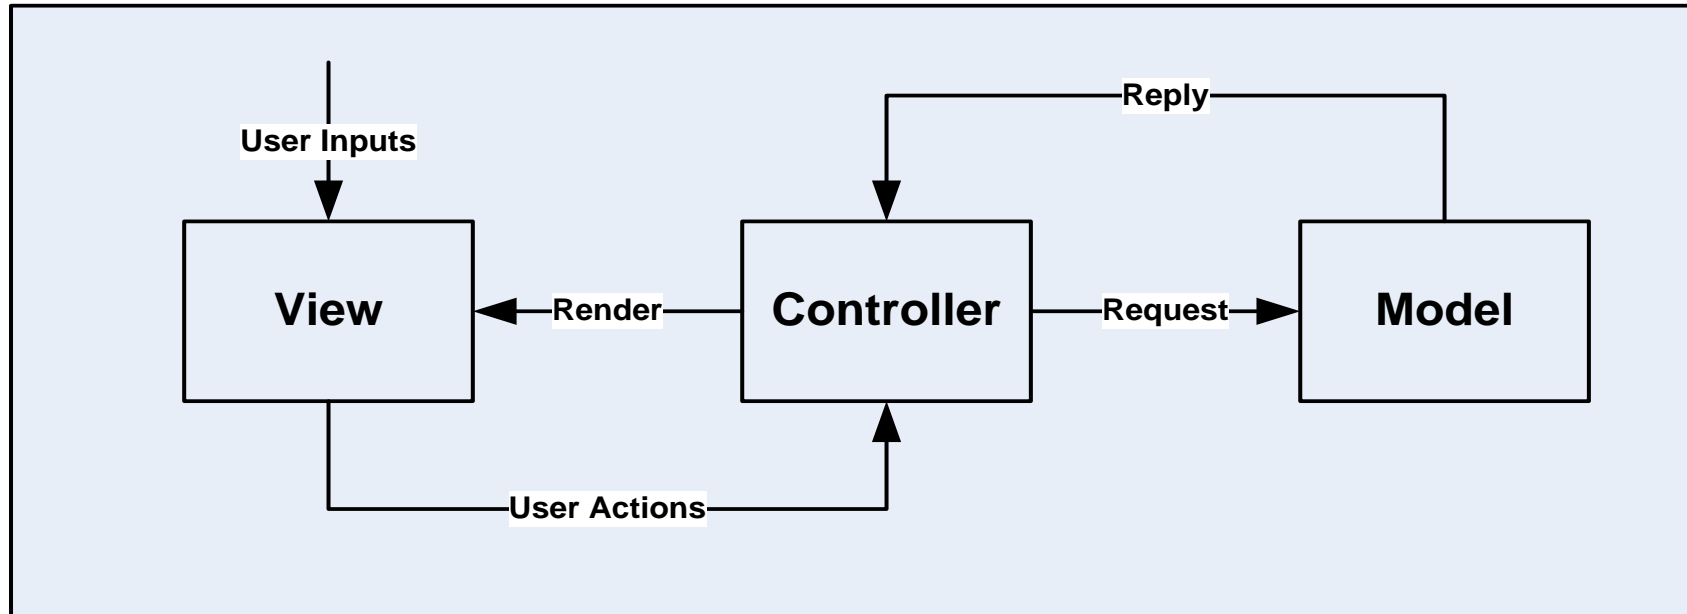 Reply
User Inputs
View
Render
Controller
Request
Model
User Actions